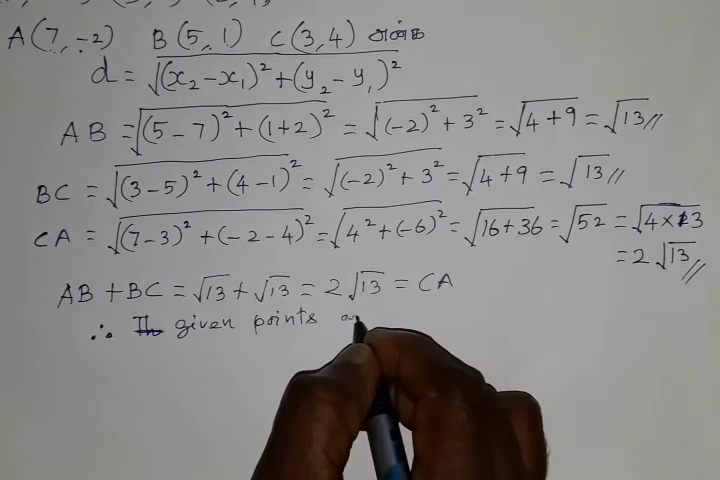 A(7, -2) B(5, 1) C(3, 4) என்க
d = √(x₂ - x₁)² + (y₂ - y₁)²
AB = √(5 - 7)² + (1+2)² = √(-2)² + 3² = √4+9 = √13 //
BC = √(3-5)² + (4-1)² = √(-2)² + 3² = √4+9 = √13 //
CA = √(7-3)² + (-2-4)² = √4² + (-6)² = √16+36 = √52 = √4×13
= 2√13 //
AB + BC = √13 + √13 = 2√13 = CA
∴ given points